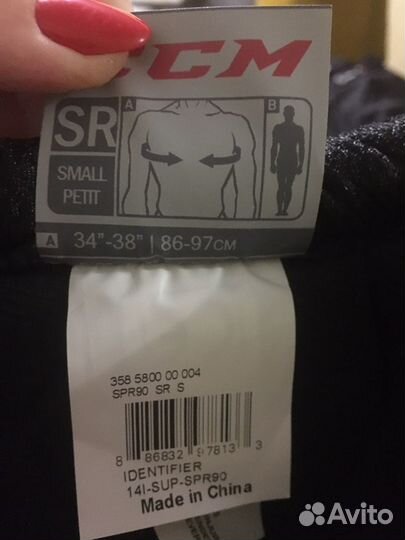 CCM
SR
A
B
SMALL
PETIT
A 34"-38" | 86-97CM
358 5800 00 004
SPR90 SR S
8 86832 97813 3
IDENTIFIER
14I-SUP-SPR90
Made in China
Avito